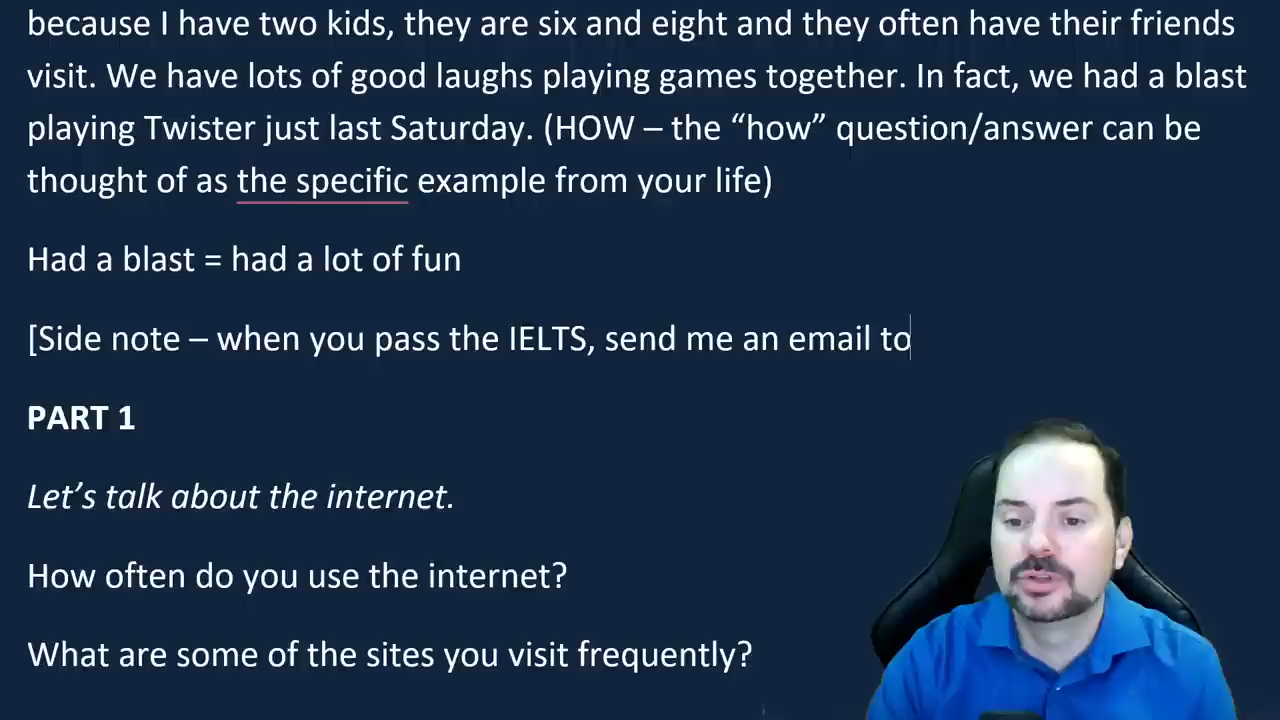 because I have two kids, they are six and eight and they often have their friends
visit. We have lots of good laughs playing games together. In fact, we had a blast
playing Twister just last Saturday. (HOW – the “how” question/answer can be
thought of as the specific example from your life)
Had a blast = had a lot of fun
[Side note – when you pass the IELTS, send me an email to
PART 1
Let’s talk about the internet.
How often do you use the internet?
What are some of the sites you visit frequently?